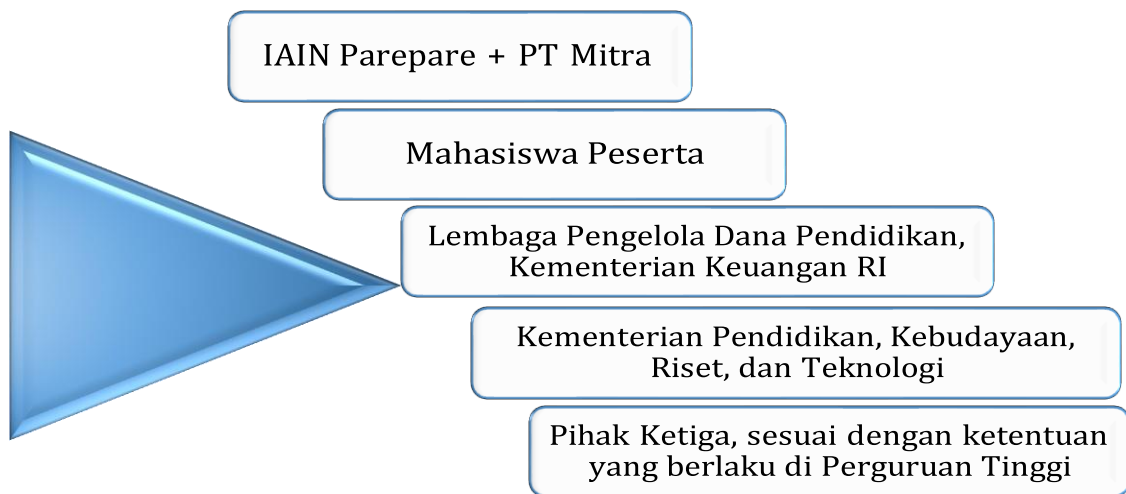 IAIN Parepare + PT Mitra
Mahasiswa Peserta
Lembaga Pengelola Dana Pendidikan,
Kementerian Keuangan RI
Kementerian Pendidikan, Kebudayaan,
Riset, dan Teknologi
Pihak Ketiga, sesuai dengan ketentuan
yang berlaku di Perguruan Tinggi